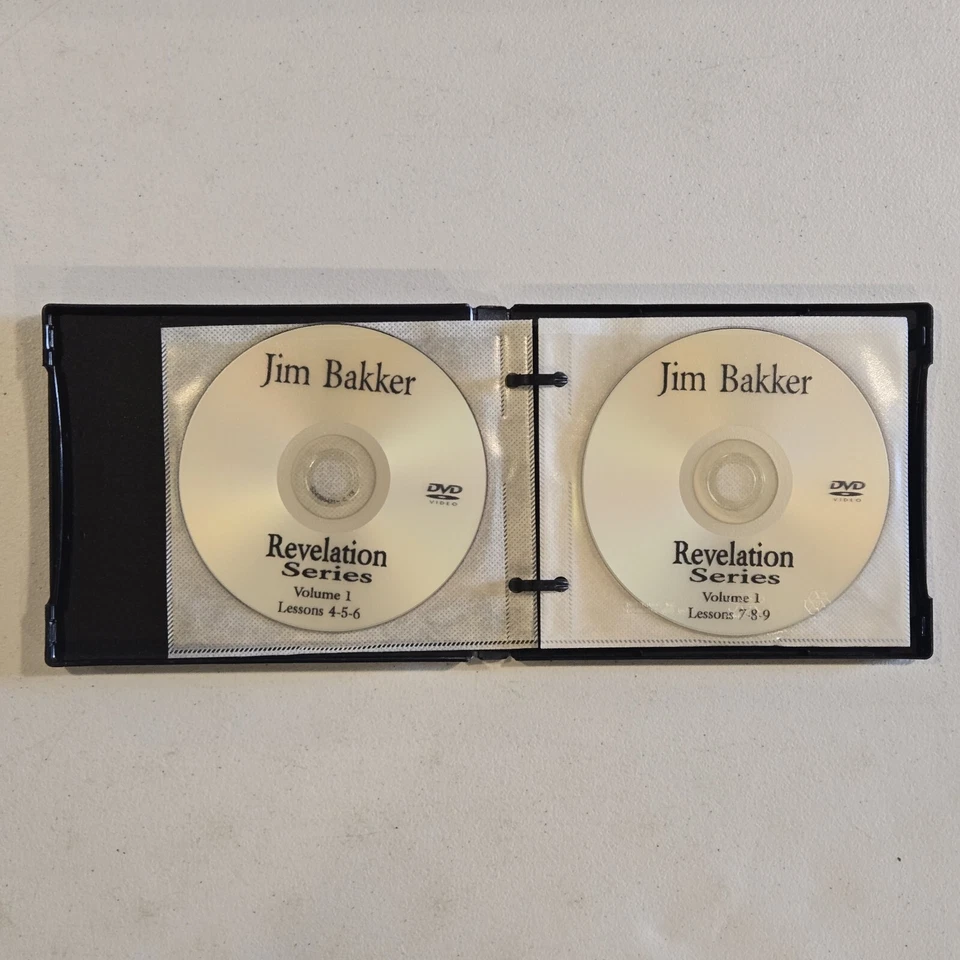 Jim Bakker
DVD
VIDEO
Revelation
Series
Volume 1
Lessons 4-5-6
Jim Bakker
DVD
VIDEO
Revelation
Series
Volume 1
Lessons 7-8-9